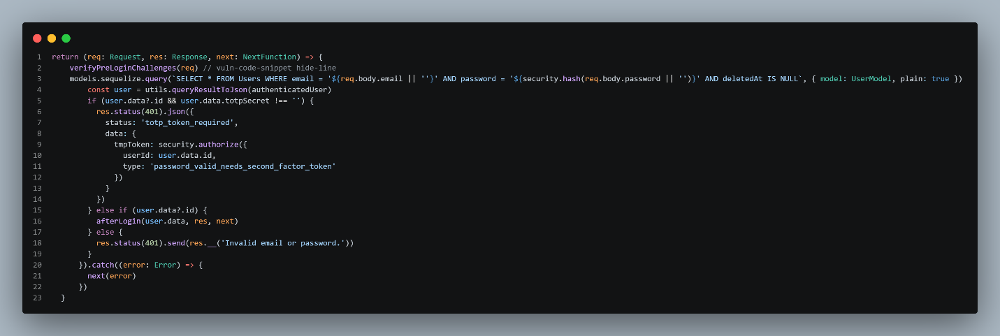 1 return (req: Request, res: Response, next: NextFunction) => {
2 verifyPreLoginChallenges(req) // vuln-code-snippet hide-line
3 models.sequelize.query(`SELECT * FROM Users WHERE email = '${req.body.email || ''}' AND password = '${security.hash(req.body.password || '')}' AND deletedAt IS NULL`, { model: UserModel, plain: true })
4 const user = utils.queryResultToJson(authenticatedUser)
5 if (user.data?.id && user.data.totpSecret !== '') {
6 res.status(401).json({
7 status: 'totp_token_required',
8 data: {
9 tmpToken: security.authorize({
10 userId: user.data.id,
11 type: 'password_valid_needs_second_factor_token'
12 })
13 }
14 })
15 } else if (user.data?.id) {
16 afterLogin(user.data, res, next)
17 } else {
18 res.status(401).send(res.__('Invalid email or password.'))
19 }
20 }).catch((error: Error) => {
21 next(error)
22 })
23 }